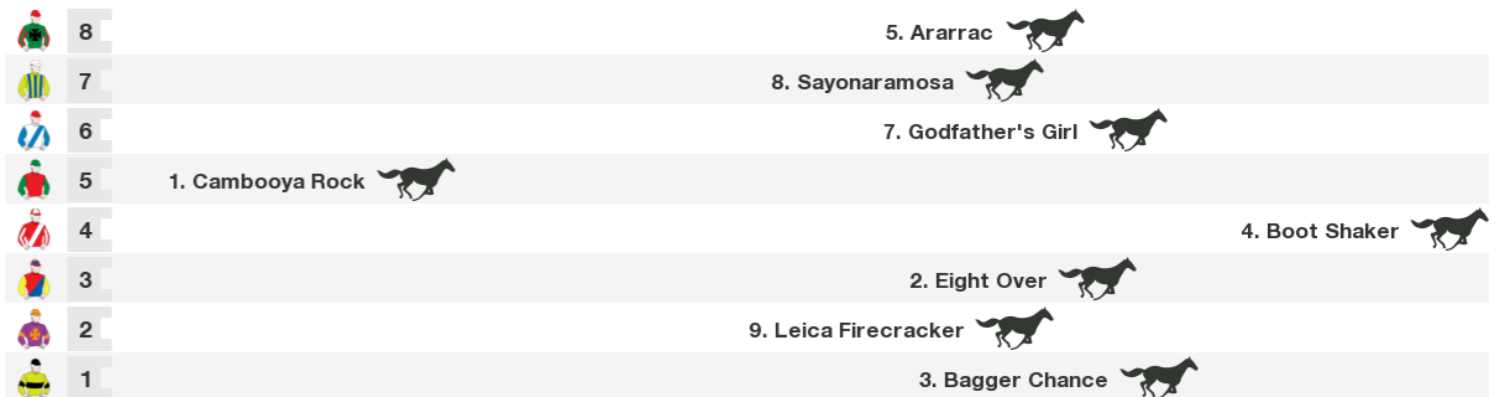 8 5. Ararrac
7 8. Sayonaramosa
6 7. Godfather's Girl
5 1. Cambooya Rock
4 4. Boot Shaker
3 2. Eight Over
2 9. Leica Firecracker
1 3. Bagger Chance